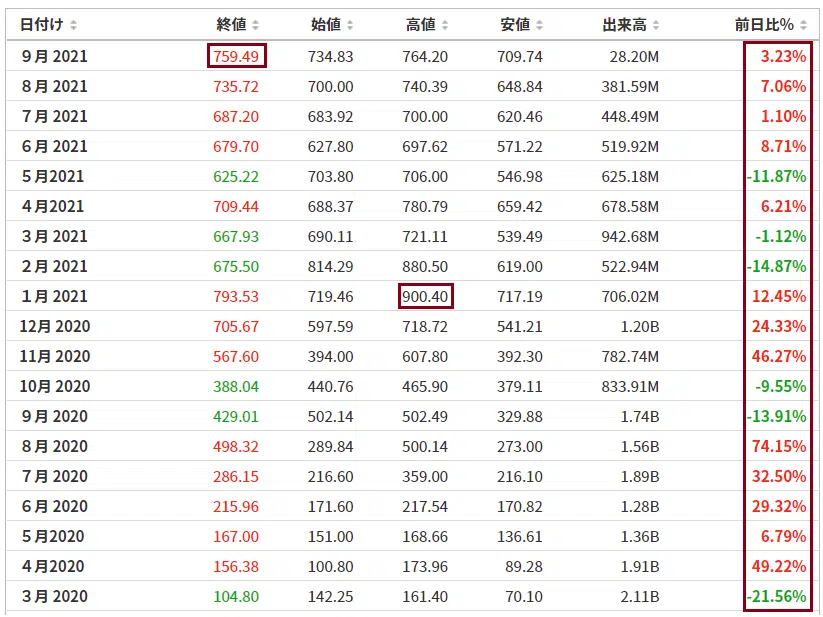 日付け 終値 始値 高値 安値 出来高 前日比%
9月 2021 759.49 734.83 764.20 709.74 28.20M 3.23%
8月 2021 735.72 700.00 740.39 648.84 381.59M 7.06%
7月 2021 687.20 683.92 700.00 620.46 448.49M 1.10%
6月 2021 679.70 627.80 697.62 571.22 519.92M 8.71%
5月2021 625.22 703.80 706.00 546.98 625.18M -11.87%
4月2021 709.44 688.37 780.79 659.42 678.58M 6.21%
3月 2021 667.93 690.11 721.11 539.49 942.68M -1.12%
2月 2021 675.50 814.29 880.50 619.00 522.94M -14.87%
1月 2021 793.53 719.46 900.40 717.19 706.02M 12.45%
12月 2020 705.67 597.59 718.72 541.21 1.20B 24.33%
11月 2020 567.60 394.00 607.80 392.30 782.74M 46.27%
10月 2020 388.04 440.76 465.90 379.11 833.91M -9.55%
9月 2020 429.01 502.14 502.49 329.88 1.74B -13.91%
8月 2020 498.32 289.84 500.14 273.00 1.56B 74.15%
7月 2020 286.15 216.60 359.00 216.10 1.89B 32.50%
6月 2020 215.96 171.60 217.54 170.82 1.28B 29.32%
5月2020 167.00 151.00 168.66 136.61 1.36B 6.79%
4月2020 156.38 100.80 173.96 89.28 1.91B 49.22%
3月 2020 104.80 142.25 161.40 70.10 2.11B -21.56%